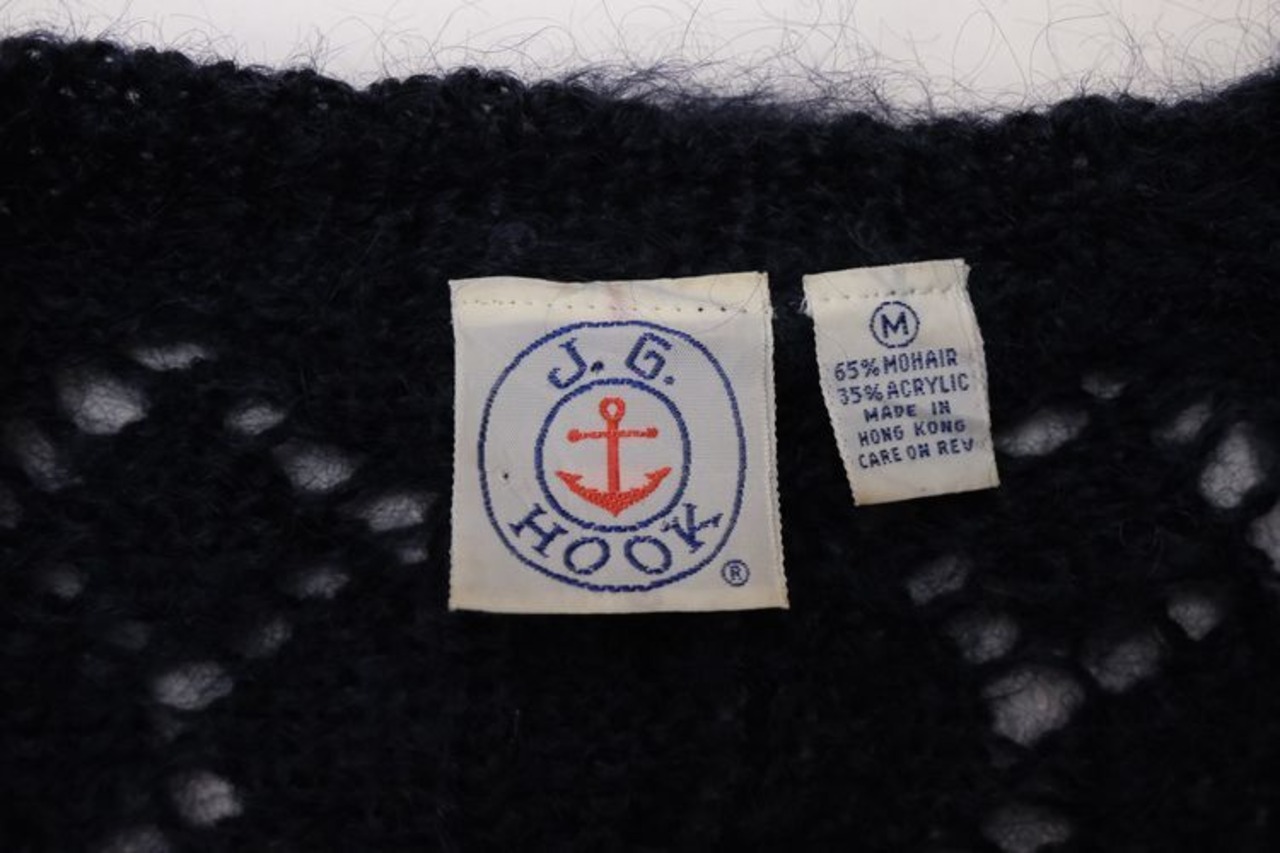 J. G.
HOOK
®
M
65% MOHAIR
35% ACRYLIC
MADE IN
HONG KONG
CARE ON REV